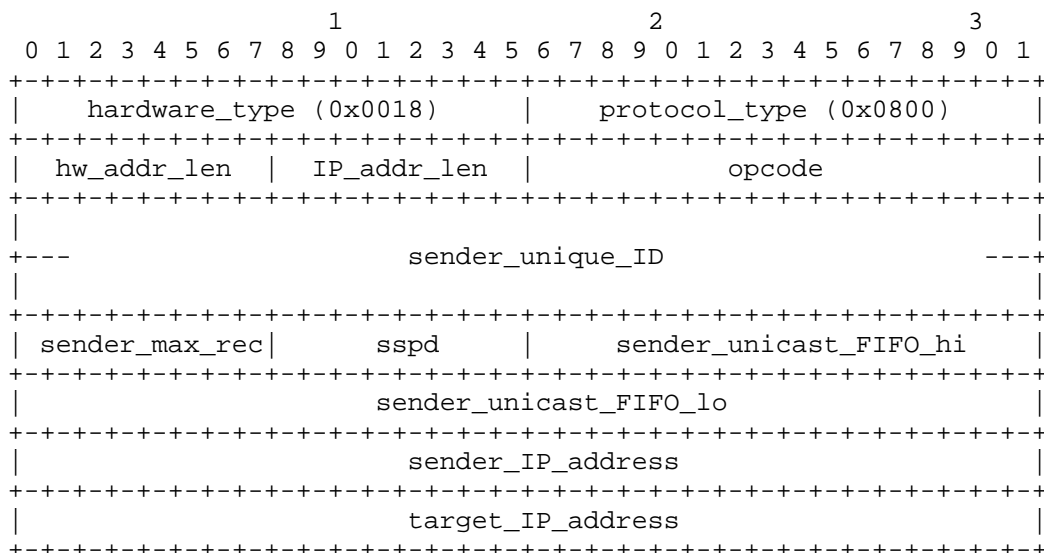 1                   2                   3
 0 1 2 3 4 5 6 7 8 9 0 1 2 3 4 5 6 7 8 9 0 1 2 3 4 5 6 7 8 9 0 1
+-+-+-+-+-+-+-+-+-+-+-+-+-+-+-+-+-+-+-+-+-+-+-+-+-+-+-+-+-+-+-+-+
|    hardware_type (0x0018)     |    protocol_type (0x0800)     |
+-+-+-+-+-+-+-+-+-+-+-+-+-+-+-+-+-+-+-+-+-+-+-+-+-+-+-+-+-+-+-+-+
|  hw_addr_len  |  IP_addr_len  |            opcode             |
+-+-+-+-+-+-+-+-+-+-+-+-+-+-+-+-+-+-+-+-+-+-+-+-+-+-+-+-+-+-+-+-+
|                                                               |
+---                     sender_unique_ID                    ---+
|                                                               |
+-+-+-+-+-+-+-+-+-+-+-+-+-+-+-+-+-+-+-+-+-+-+-+-+-+-+-+-+-+-+-+-+
| sender_max_rec|      sspd     |     sender_unicast_FIFO_hi    |
+-+-+-+-+-+-+-+-+-+-+-+-+-+-+-+-+-+-+-+-+-+-+-+-+-+-+-+-+-+-+-+-+
|                      sender_unicast_FIFO_lo                   |
+-+-+-+-+-+-+-+-+-+-+-+-+-+-+-+-+-+-+-+-+-+-+-+-+-+-+-+-+-+-+-+-+
|                        sender_IP_address                      |
+-+-+-+-+-+-+-+-+-+-+-+-+-+-+-+-+-+-+-+-+-+-+-+-+-+-+-+-+-+-+-+-+
|                        target_IP_address                      |
+-+-+-+-+-+-+-+-+-+-+-+-+-+-+-+-+-+-+-+-+-+-+-+-+-+-+-+-+-+-+-+-+